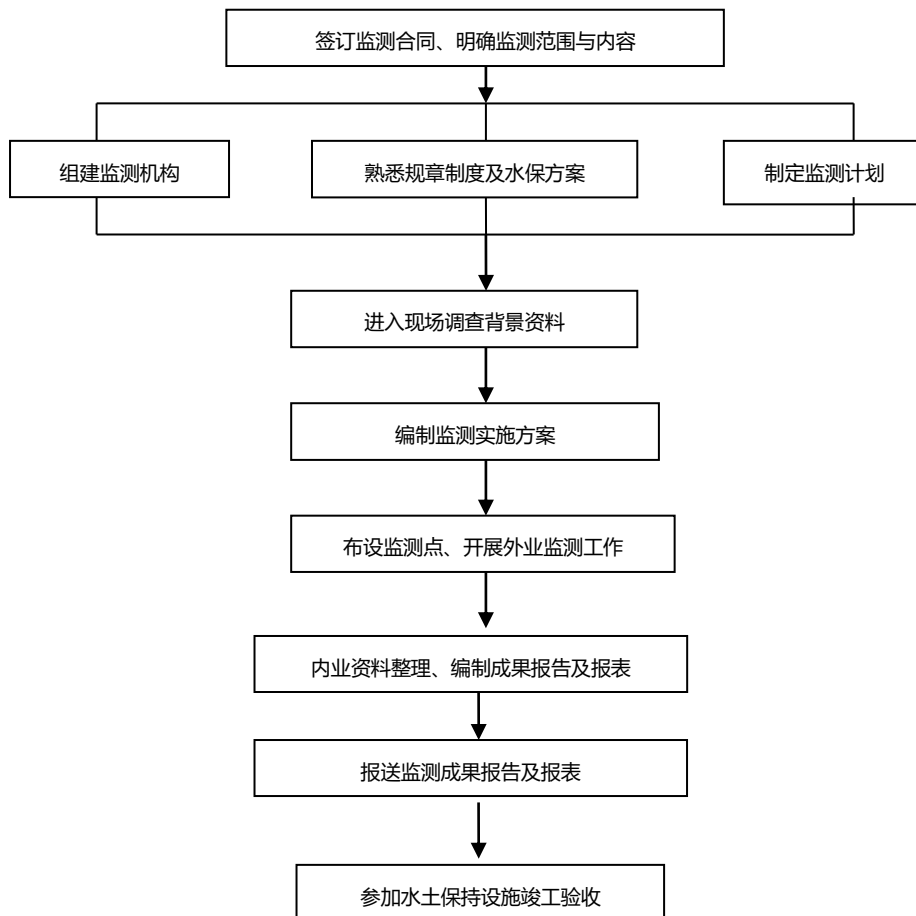 签订监测合同、明确监测范围与内容
组建监测机构
熟悉规章制度及水保方案
制定监测计划
进入现场调查背景资料
编制监测实施方案
布设监测点、开展外业监测工作
内业资料整理、编制成果报告及报表
报送监测成果报告及报表
参加水土保持设施竣工验收